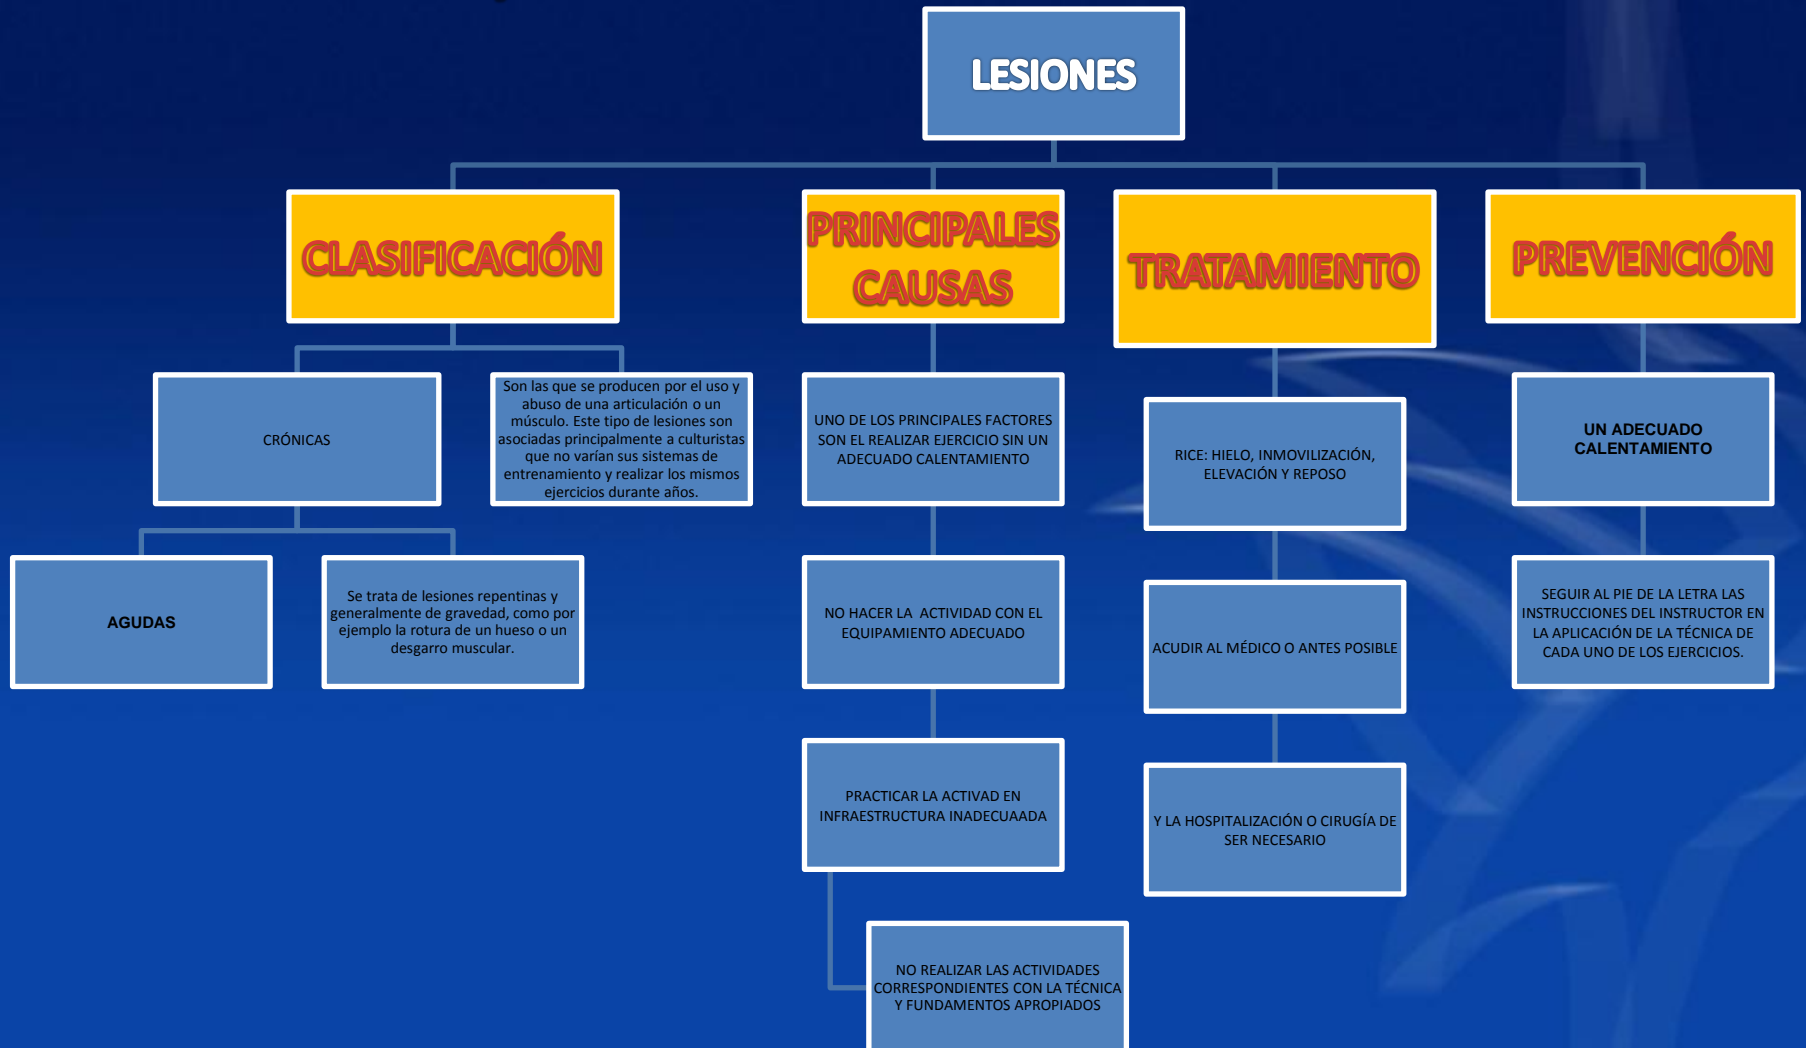 LESIONES
CLASIFICACIÓN
PRINCIPALES
CAUSAS
TRATAMIENTO
PREVENCIÓN
CRÓNICAS
Son las que se producen por el uso y
abuso de una articulación o un
músculo. Este tipo de lesiones son
asociadas principalmente a culturistas
que no varían sus sistemas de
entrenamiento y realizar los mismos
ejercicios durante años.
AGUDAS
Se trata de lesiones repentinas y
generalmente de gravedad, como por
ejemplo la rotura de un hueso o un
desgarro muscular.
UNO DE LOS PRINCIPALES FACTORES
SON EL REALIZAR EJERCICIO SIN UN
ADECUADO CALENTAMIENTO
NO HACER LA ACTIVIDAD CON EL
EQUIPAMIENTO ADECUADO
PRACTICAR LA ACTIVAD EN
INFRAESTRUCTURA INADECUAADA
NO REALIZAR LAS ACTIVIDADES
CORRESPONDIENTES CON LA TÉCNICA
Y FUNDAMENTOS APROPIADOS
RICE: HIELO, INMOVILIZACIÓN,
ELEVACIÓN Y REPOSO
ACUDIR AL MÉDICO O ANTES POSIBLE
Y LA HOSPITALIZACIÓN O CIRUGÍA DE
SER NECESARIO
UN ADECUADO
CALENTAMIENTO
SEGUIR AL PIE DE LA LETRA LAS
INSTRUCCIONES DEL INSTRUCTOR EN
LA APLICACIÓN DE LA TÉCNICA DE
CADA UNO DE LOS EJERCICIOS.